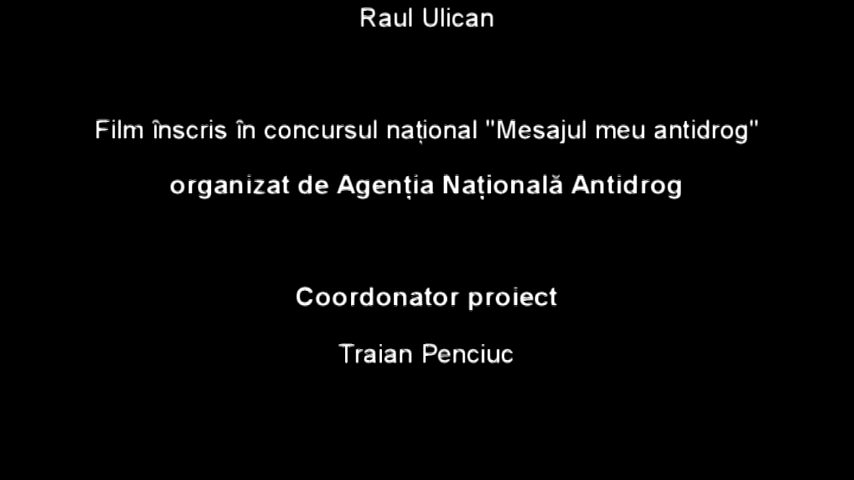 Raul Ulican
Film înscris în concursul național "Mesajul meu antidrog"
organizat de Agenția Națională Antidrog
Coordonator proiect
Traian Penciuc